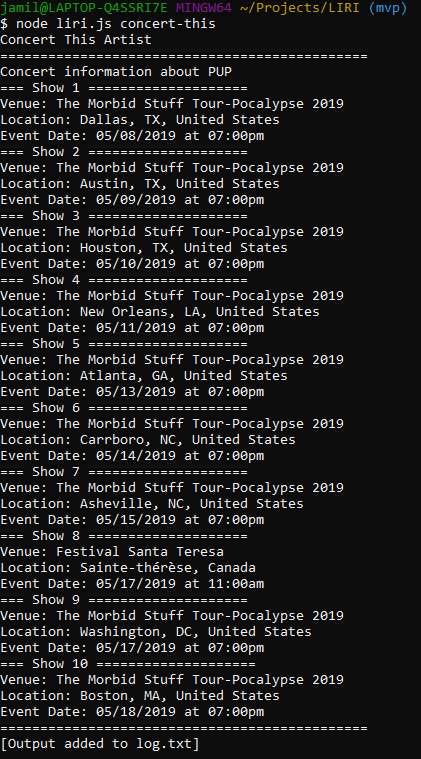 jamil@LAPTOP-Q4SSRI7E MINGW64 ~/Projects/LIRI (mvp)
$ node liri.js concert-this
Concert This Artist
==============================================
Concert information about PUP
=== Show 1 ====================
Venue: The Morbid Stuff Tour-Pocalypse 2019
Location: Dallas, TX, United States
Event Date: 05/08/2019 at 07:00pm
=== Show 2 ====================
Venue: The Morbid Stuff Tour-Pocalypse 2019
Location: Austin, TX, United States
Event Date: 05/09/2019 at 07:00pm
=== Show 3 ====================
Venue: The Morbid Stuff Tour-Pocalypse 2019
Location: Houston, TX, United States
Event Date: 05/10/2019 at 07:00pm
=== Show 4 ====================
Venue: The Morbid Stuff Tour-Pocalypse 2019
Location: New Orleans, LA, United States
Event Date: 05/11/2019 at 07:00pm
=== Show 5 ====================
Venue: The Morbid Stuff Tour-Pocalypse 2019
Location: Atlanta, GA, United States
Event Date: 05/13/2019 at 07:00pm
=== Show 6 ====================
Venue: The Morbid Stuff Tour-Pocalypse 2019
Location: Carrboro, NC, United States
Event Date: 05/14/2019 at 07:00pm
=== Show 7 ====================
Venue: The Morbid Stuff Tour-Pocalypse 2019
Location: Asheville, NC, United States
Event Date: 05/15/2019 at 07:00pm
=== Show 8 ====================
Venue: Festival Santa Teresa
Location: Sainte-thérèse, Canada
Event Date: 05/17/2019 at 11:00am
=== Show 9 ====================
Venue: The Morbid Stuff Tour-Pocalypse 2019
Location: Washington, DC, United States
Event Date: 05/17/2019 at 07:00pm
=== Show 10 ====================
Venue: The Morbid Stuff Tour-Pocalypse 2019
Location: Boston, MA, United States
Event Date: 05/18/2019 at 07:00pm
==============================================
[Output added to log.txt]